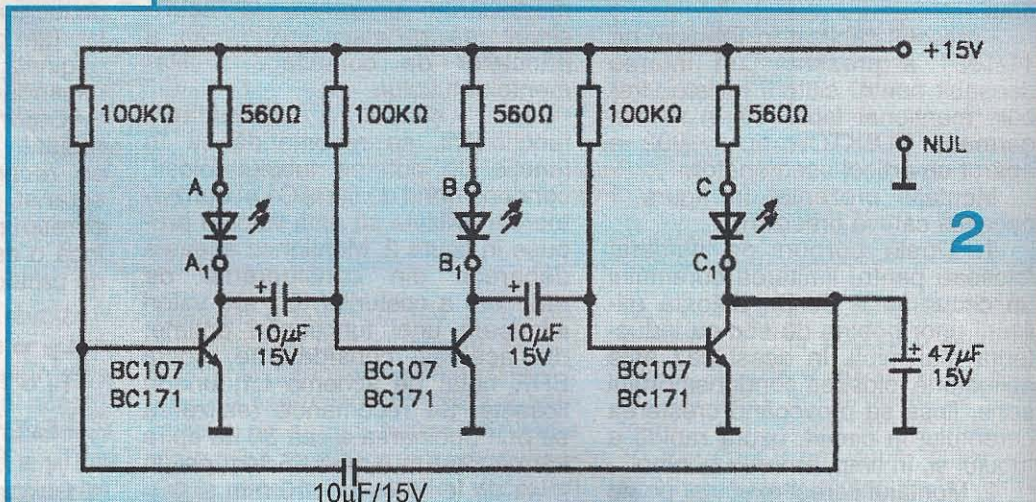 +15V
100KΩ
560Ω
100KΩ
560Ω
100KΩ
560Ω
NUL
A
B
C
2
A1
B1
C1
+
10µF
15V
+
10µF
15V
+
47µF
15V
BC107
BC171
BC107
BC171
BC107
BC171
10µF/15V